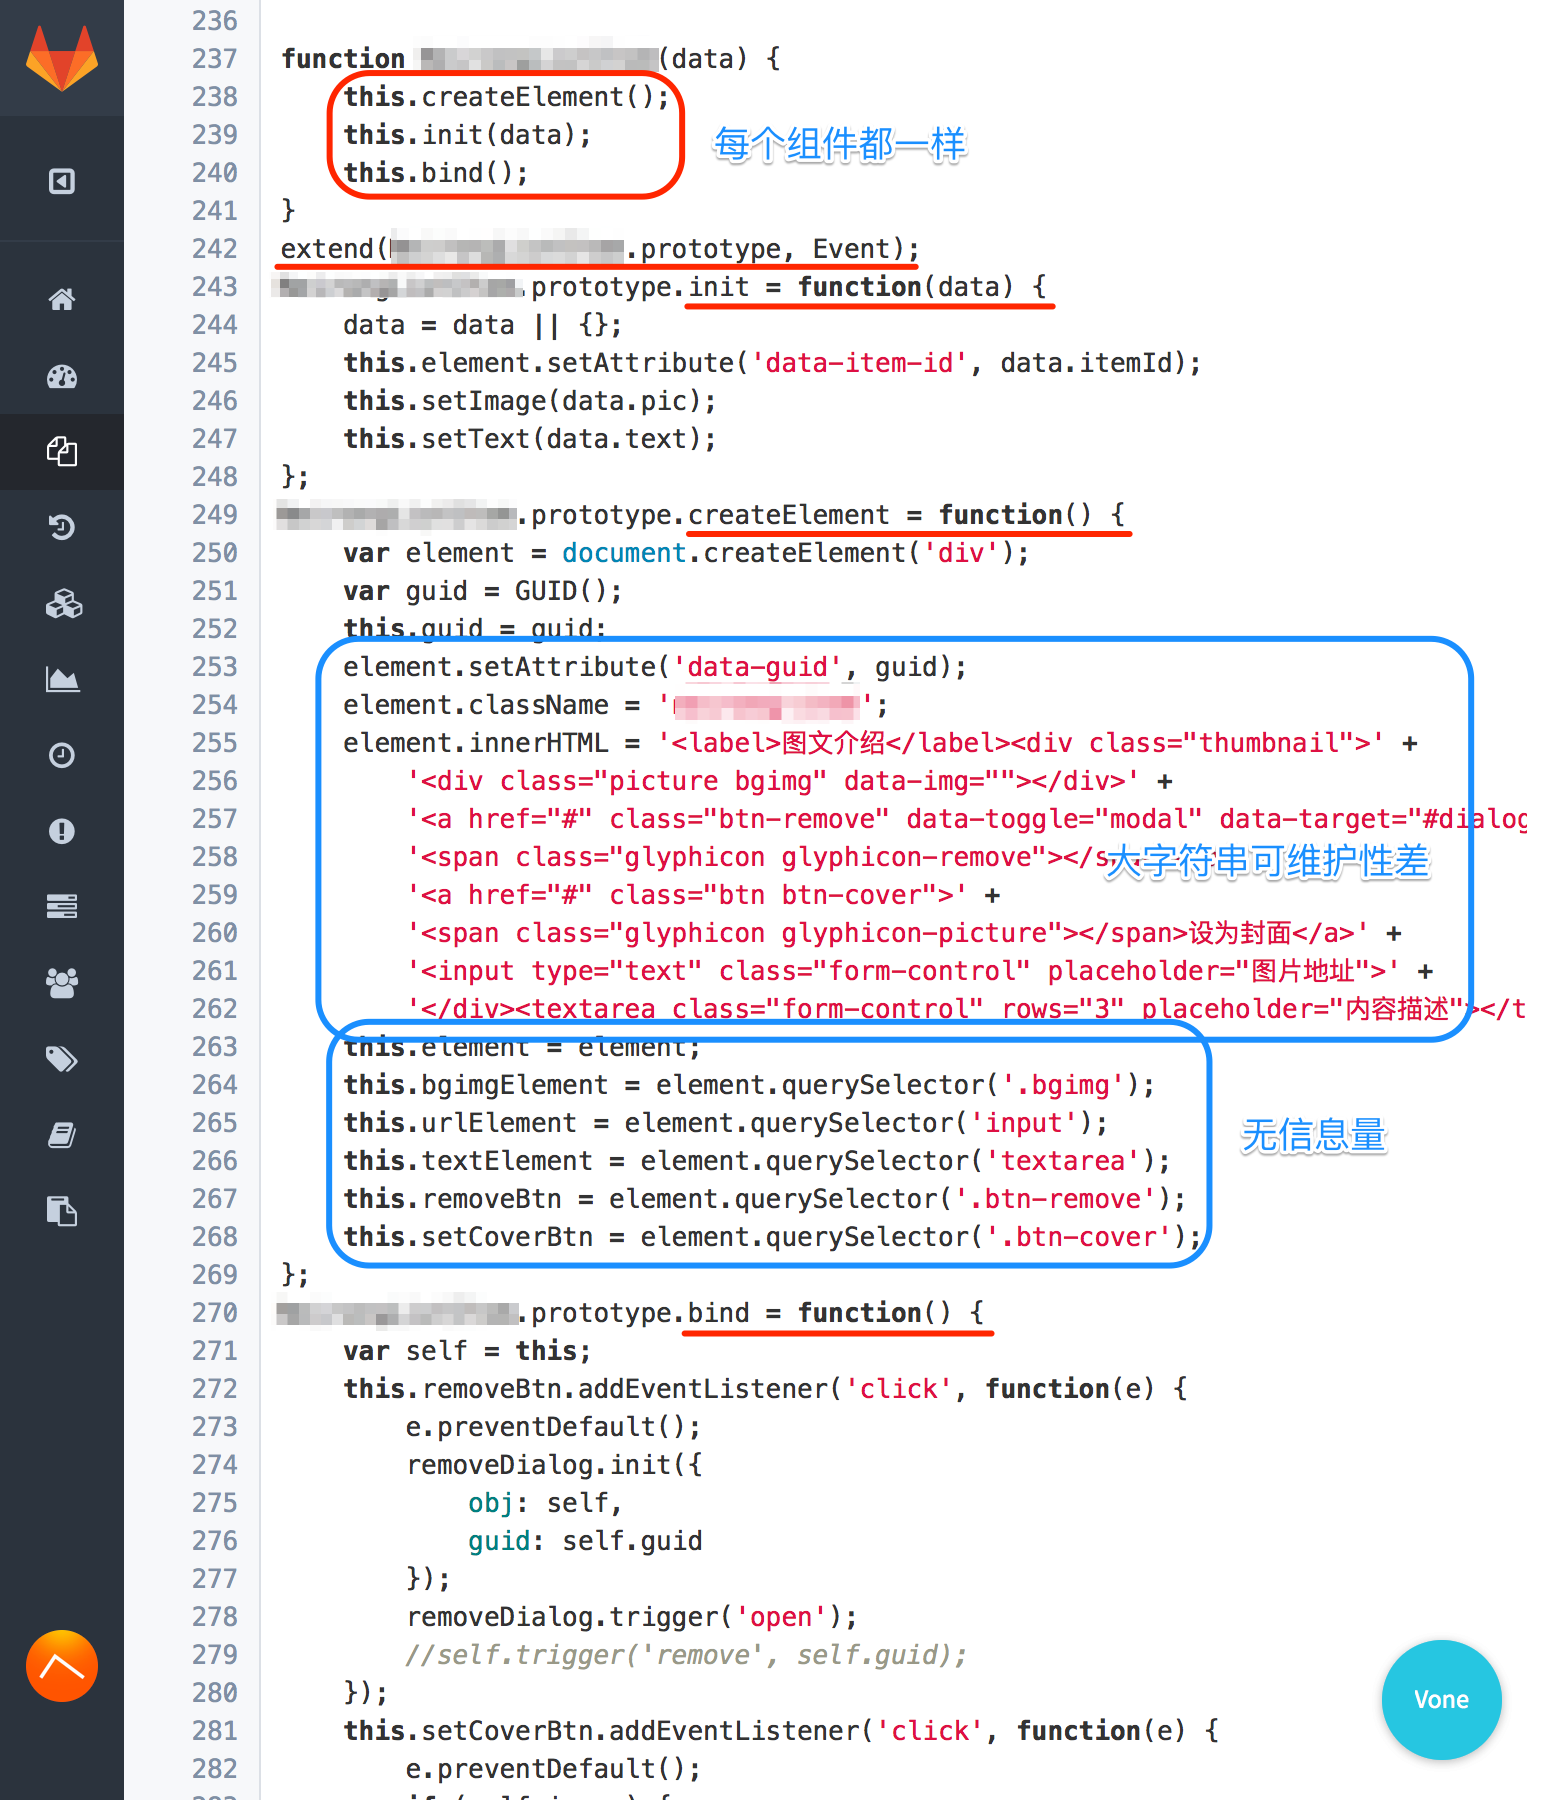 236
237 function (data) {
238 this.createElement();
239 this.init(data);
每个组件都一样
240 this.bind();
241 }
242 extend( .prototype, Event);
243 .prototype.init = function(data) {
244 data = data || {};
245 this.element.setAttribute('data-item-id', data.itemId);
246 this.setImage(data.pic);
247 this.setText(data.text);
248 };
249 .prototype.createElement = function() {
250 var element = document.createElement('div');
251 var guid = GUID();
252 this.guid = guid;
253 element.setAttribute('data-guid', guid);
254 element.className = ' ';
255 element.innerHTML = '<label>图文介绍</label><div class="thumbnail">' +
256 '<div class="picture bgimg" data-img=""></div>' +
257 '<a href="#" class="btn-remove" data-toggle="modal" data-target="#dialog
258 '<span class="glyphicon glyphicon-remove"></s
大字符串可维护性差
259 '<a href="#" class="btn btn-cover">' +
260 '<span class="glyphicon glyphicon-picture"></span>设为封面</a>' +
261 '<input type="text" class="form-control" placeholder="图片地址">' +
262 '</div><textarea class="form-control" rows="3" placeholder="内容描述"></t
263 this.element = element;
264 this.bgimgElement = element.querySelector('.bgimg');
265 this.urlElement = element.querySelector('input');
无信息量
266 this.textElement = element.querySelector('textarea');
267 this.removeBtn = element.querySelector('.btn-remove');
268 this.setCoverBtn = element.querySelector('.btn-cover');
269 };
270 .prototype.bind = function() {
271 var self = this;
272 this.removeBtn.addEventListener('click', function(e) {
273 e.preventDefault();
274 removeDialog.init({
275 obj: self,
276 guid: self.guid
277 });
278 removeDialog.trigger('open');
279 //self.trigger('remove', self.guid);
280 });
281 this.setCoverBtn.addEventListener('click', function(e) {
282 e.preventDefault();
Vone